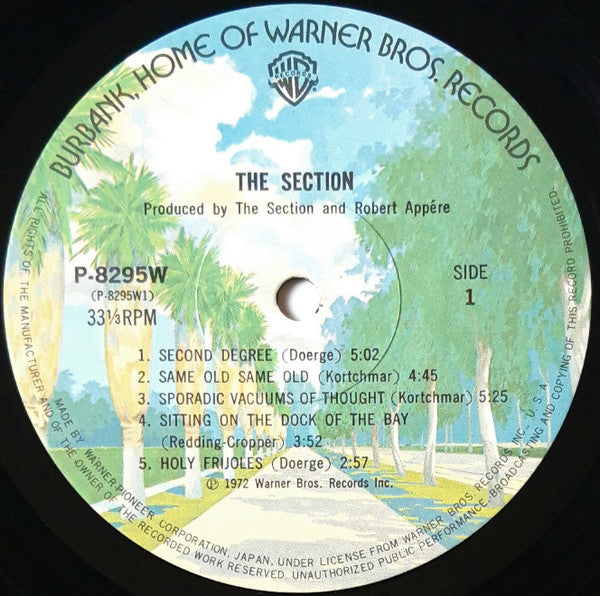 BURBANK, HOME OF WARNER BROS. RECORDS
WB
RECORDS
THE SECTION
Produced by The Section and Robert Appére
P-8295W
(P-8295W1)
33⅓RPM
SIDE
1
1. SECOND DEGREE (Doerge) 5:02
2. SAME OLD SAME OLD (Kortchmar) 4:45
3. SPORADIC VACUUMS OF THOUGHT (Kortchmar) 5:25
4. SITTING ON THE DOCK OF THE BAY
(Redding-Cropper) 3:52
5. HOLY FRIJOLES (Doerge) 2:57
℗ 1972 Warner Bros. Records Inc.
MADE BY WARNER-PIONEER CORPORATION, JAPAN, UNDER LICENSE FROM WARNER BROS. RECORDS INC., U.S.A.
ALL RIGHTS OF THE MANUFACTURER AND OF THE OWNER OF THE RECORDED WORK RESERVED. UNAUTHORIZED PUBLIC PERFORMANCE, BROADCASTING AND COPYING OF THIS RECORD PROHIBITED